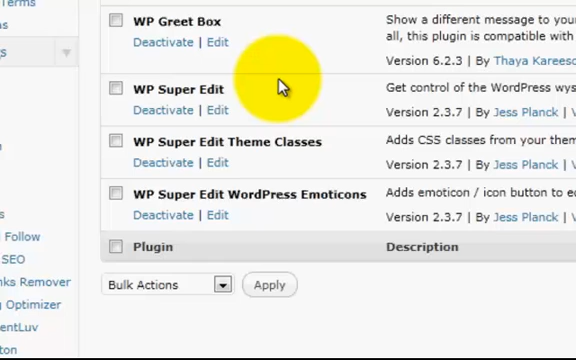 Terms
WP Greet Box
Show a different message to your
Deactivate | Edit
all, this plugin is compatible with
Version 6.2.3 | By Thaya Kareeso
WP Super Edit
Get control of the WordPress wys
Deactivate | Edit
Version 2.3.7 | By Jess Planck |
WP Super Edit Theme Classes
Adds CSS classes from your them
Deactivate | Edit
Version 2.3.7 | By Jess Planck |
WP Super Edit WordPress Emoticons
Adds emoticon / icon button to ed
Deactivate | Edit
Version 2.3.7 | By Jess Planck |
Plugin
Description
Follow
SEO
nks Remover
Bulk Actions
Apply
Optimizer
entLuv
ton